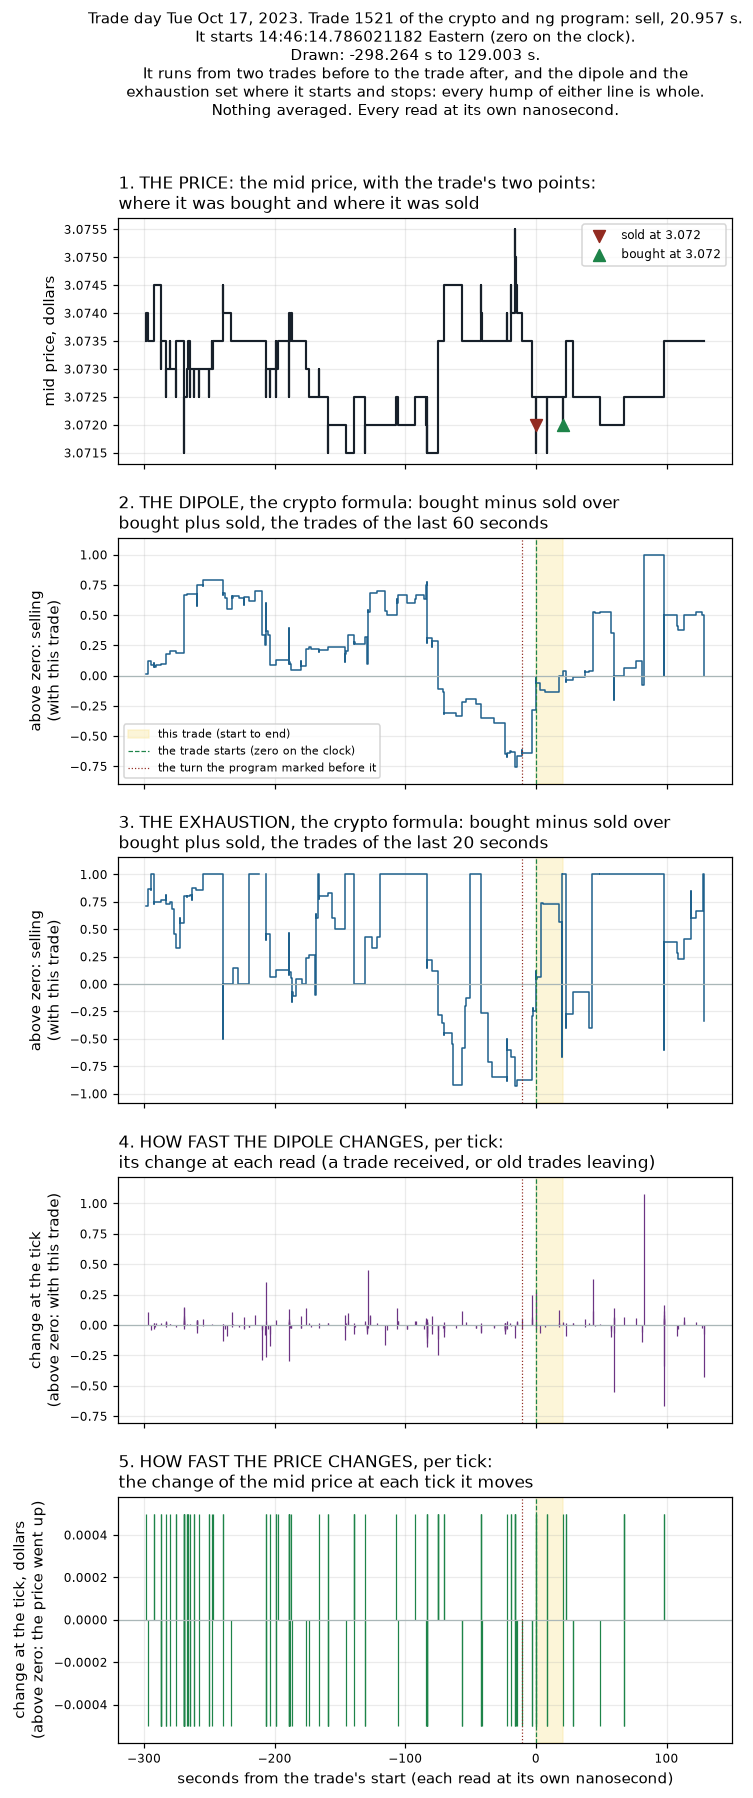 Trade day Tue Oct 17, 2023. Trade 1521 of the crypto and ng program: sell, 20.957 s.
It starts 14:46:14.786021182 Eastern (zero on the clock).
Drawn: -298.264 s to 129.003 s.
It runs from two trades before to the trade after, and the dipole and the
exhaustion set where it starts and stops: every hump of either line is whole.
Nothing averaged. Every read at its own nanosecond.
1. THE PRICE: the mid price, with the trade's two points:
where it was bought and where it was sold
3.0755
3.0750
3.0745
3.0740
3.0735
3.0730
3.0725
3.0720
3.0715
mid price, dollars
sold at 3.072
bought at 3.072
2. THE DIPOLE, the crypto formula: bought minus sold over
bought plus sold, the trades of the last 60 seconds
1.00
0.75
0.50
0.25
0.00
−0.25
−0.50
−0.75
above zero: selling
(with this trade)
this trade (start to end)
the trade starts (zero on the clock)
the turn the program marked before it
3. THE EXHAUSTION, the crypto formula: bought minus sold over
bought plus sold, the trades of the last 20 seconds
1.00
0.75
0.50
0.25
0.00
−0.25
−0.50
−0.75
−1.00
above zero: selling
(with this trade)
4. HOW FAST THE DIPOLE CHANGES, per tick:
its change at each read (a trade received, or old trades leaving)
1.00
0.75
0.50
0.25
0.00
−0.25
−0.50
−0.75
change at the tick
(above zero: with this trade)
5. HOW FAST THE PRICE CHANGES, per tick:
the change of the mid price at each tick it moves
0.0004
0.0002
0.0000
−0.0002
−0.0004
change at the tick, dollars
(above zero: the price went up)
−300
−200
−100
0
100
seconds from the trade's start (each read at its own nanosecond)